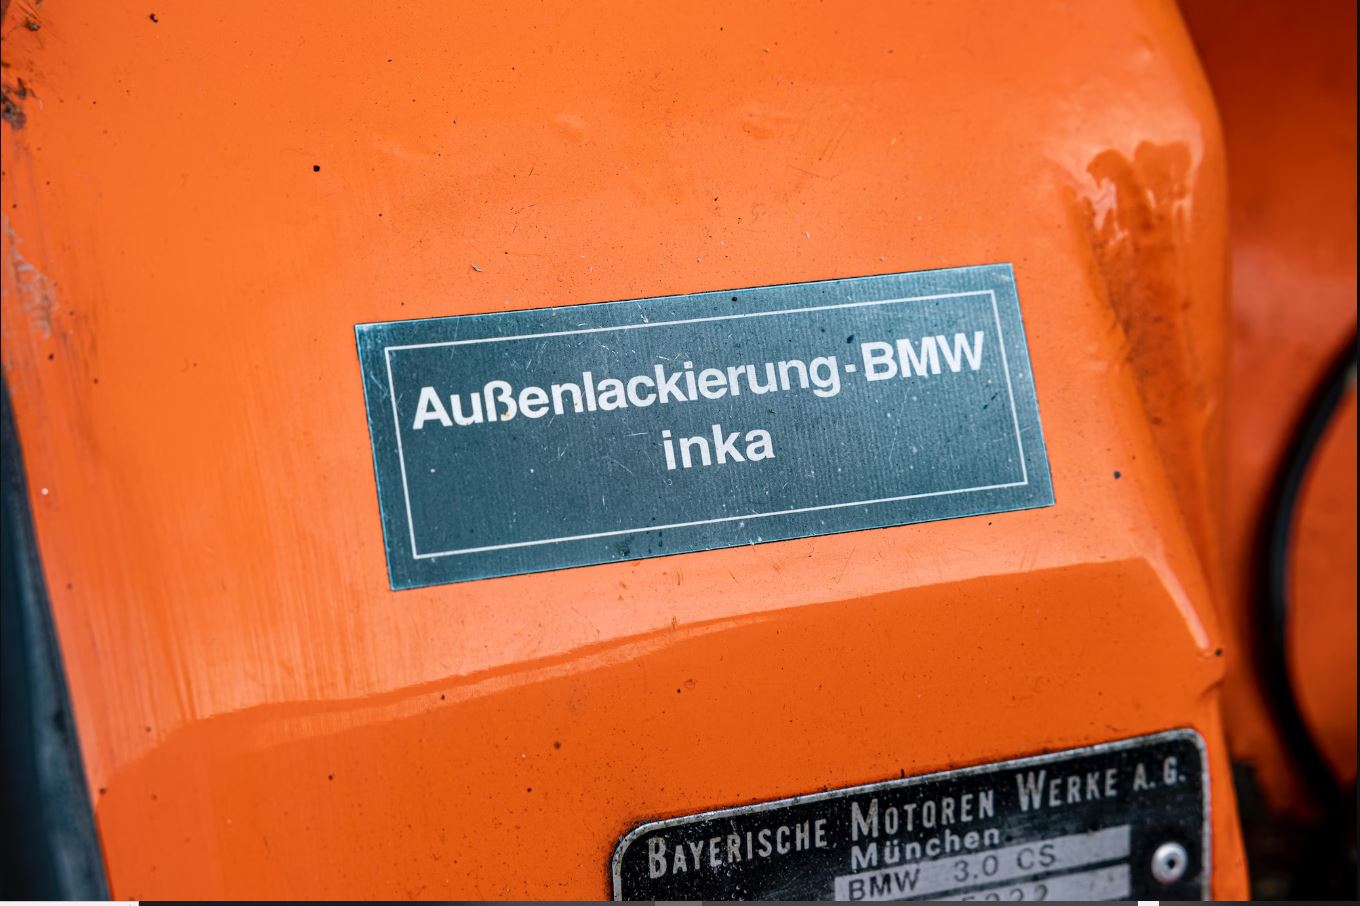 Außenlackierung-BMW
inka
BAYERISCHE MOTOREN WERKE A.G.
München
BMW 3.0 CS